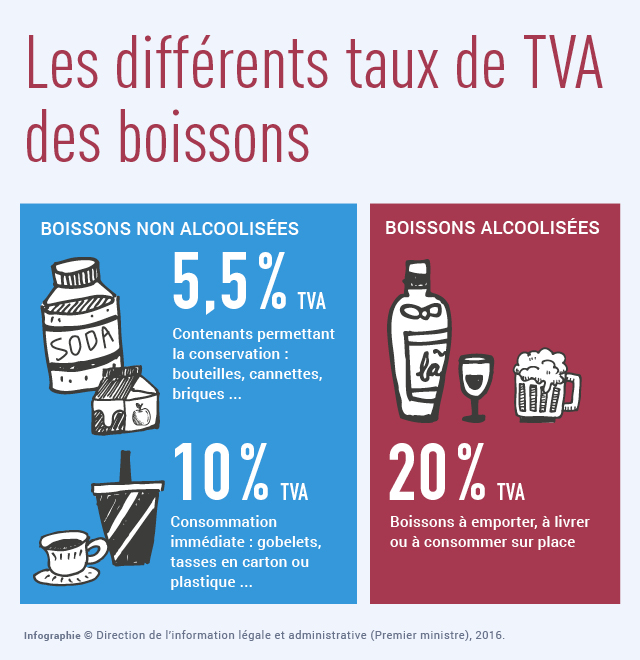 Les différents taux de TVA
des boissons
BOISSONS NON ALCOOLISÉES
5,5% TVA
Contenants permettant
la conservation :
bouteilles, cannettes,
briques ...
SODA
10% TVA
Consommation
immédiate : gobelets,
tasses en carton ou
plastique ...
BOISSONS ALCOOLISÉES
la
20% TVA
Boissons à emporter, à livrer
ou à consommer sur place
Infographie © Direction de l'information légale et administrative (Premier ministre), 2016.